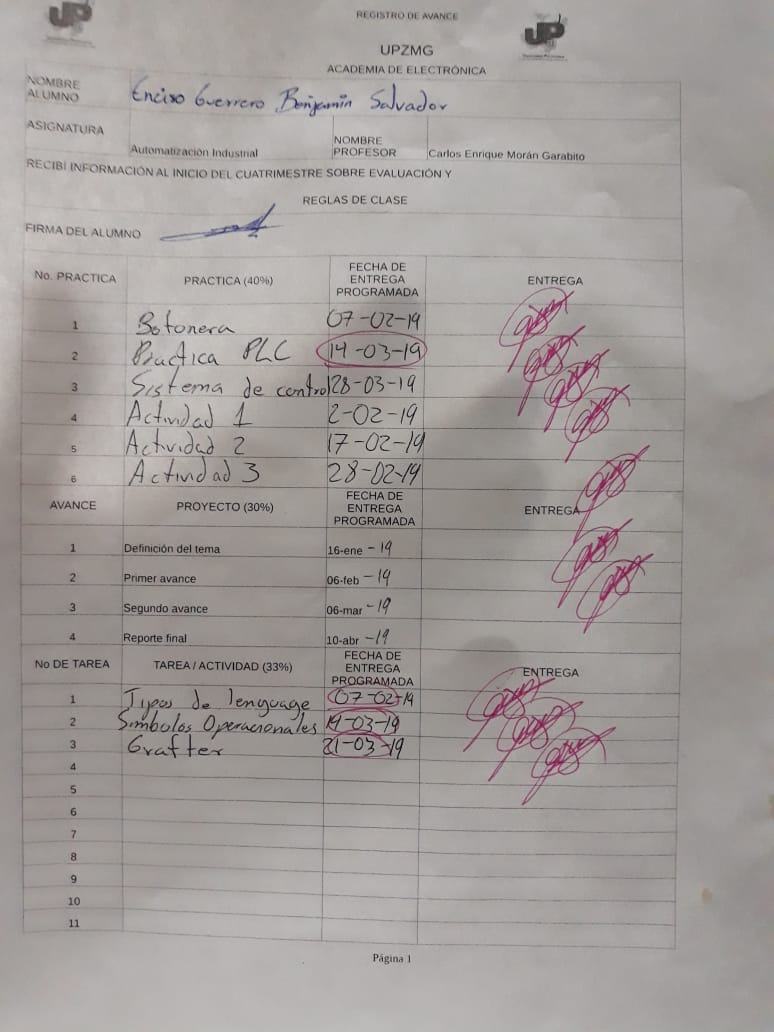 UP
REGISTRO DE AVANCE
UP
UPZMG
ACADEMIA DE ELECTRÓNICA
NOMBRE ALUMNO Enciso Guerrero Benjamin Salvador
ASIGNATURA Automatización Industrial NOMBRE PROFESOR Carlos Enrique Morán Garabito
RECIBÍ INFORMACIÓN AL INICIO DEL CUATRIMESTRE SOBRE EVALUACIÓN Y
REGLAS DE CLASE
FIRMA DEL ALUMNO
No. PRACTICA PRACTICA (40%) FECHA DE ENTREGA PROGRAMADA ENTREGA
1 Botonera 07-02-19
2 Practica PLC 14-03-19
3 Sistema de control 28-03-19
4 Actividad 1 2-02-19
5 Actividad 2 17-02-19
6 Actividad 3 28-02-19
AVANCE PROYECTO (30%) FECHA DE ENTREGA PROGRAMADA ENTREGA
1 Definición del tema 16-ene -19
2 Primer avance 06-feb -19
3 Segundo avance 06-mar -19
4 Reporte final 10-abr -19
No DE TAREA TAREA / ACTIVIDAD (33%) FECHA DE ENTREGA PROGRAMADA ENTREGA
1 Tipos de lenguage 07-02-19
2 Simbolos Operacionales 14-03-19
3 Grafter 21-03-19
4
5
6
7
8
9
10
11
Página 1